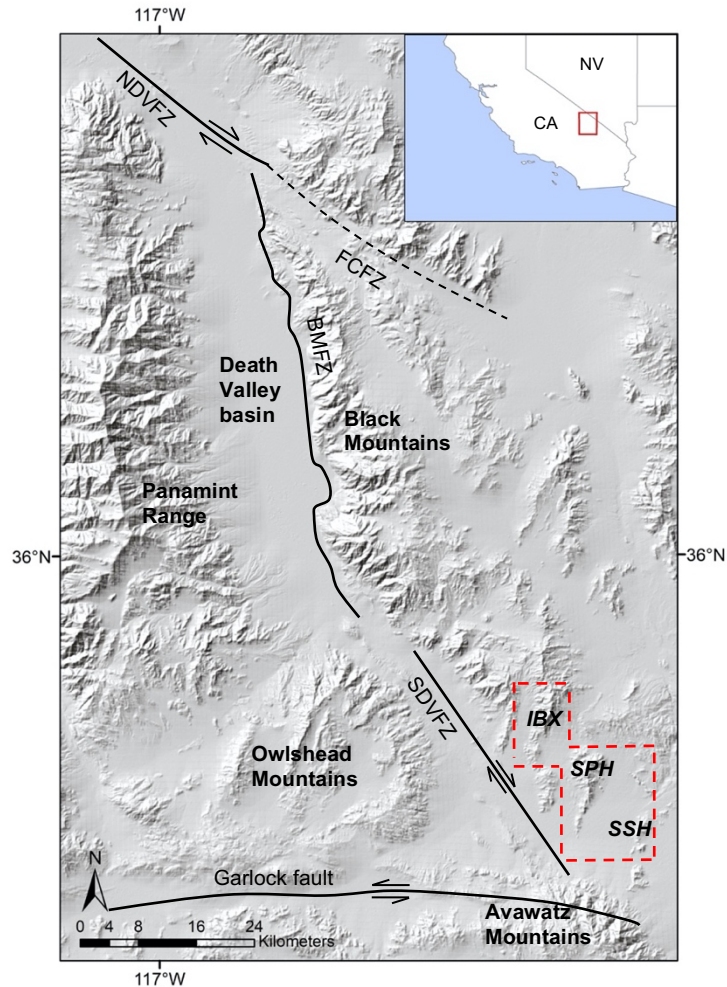 117°W
NV
CA
NDVFZ
FCFZ
BMFZ
Death
Valley
basin
Black
Mountains
Panamint
Range
36°N
36°N
SDVFZ
IBX
SPH
SSH
Owlshead
Mountains
N
Garlock fault
Avawatz
Mountains
0 4 8 16 24
Kilometers
117°W